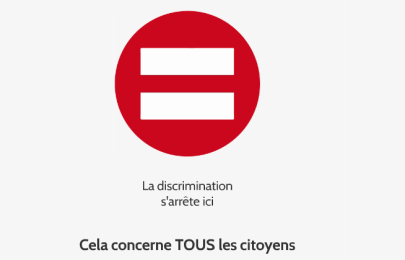 La discrimination
s'arrête ici
Cela concerne TOUS les citoyens